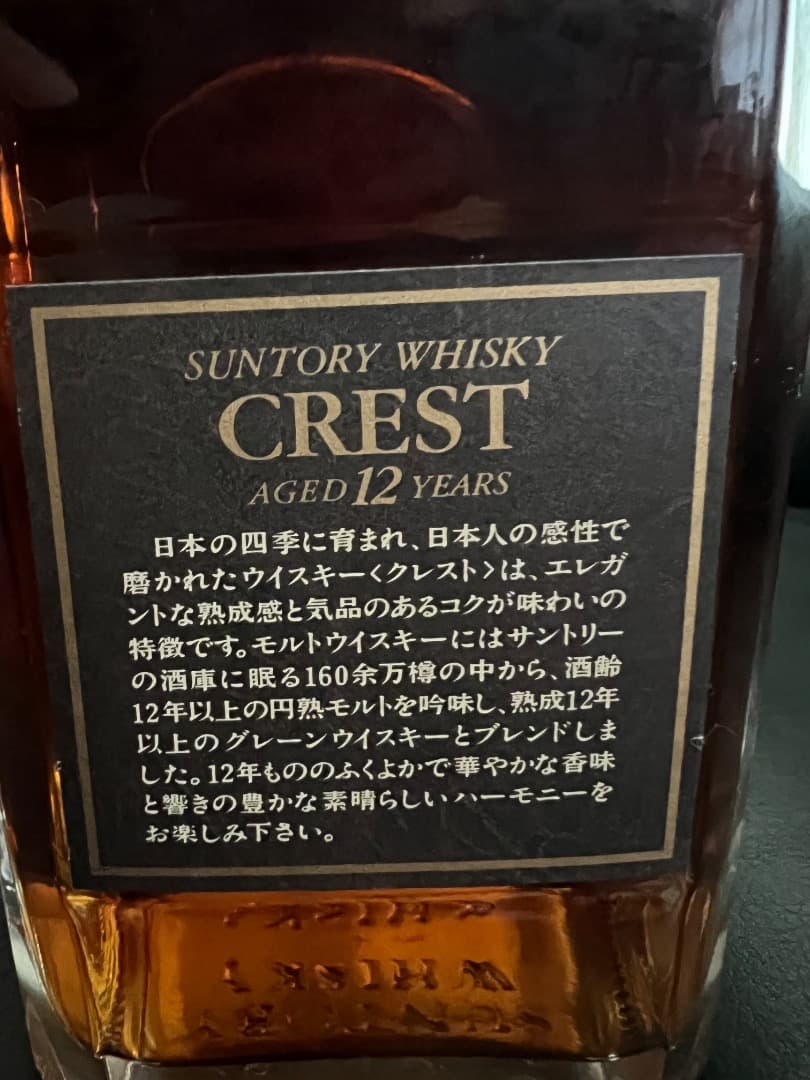 SUNTORY WHISKY
CREST
AGED 12 YEARS
日本の四季に育まれ、日本人の感性で
磨かれたウイスキー〈クレスト〉は、エレガ
ントな熟成感と気品のあるコクが味わいの
特徴です。モルトウイスキーにはサントリー
の酒庫に眠る160余万樽の中から、酒齢
12年以上の円熟モルトを吟味し、熟成12年
以上のグレーンウイスキーとブレンドしま
した。12年もののふくよかで華やかな香味
と響きの豊かな素晴らしいハーモニーを
お楽しみ下さい。